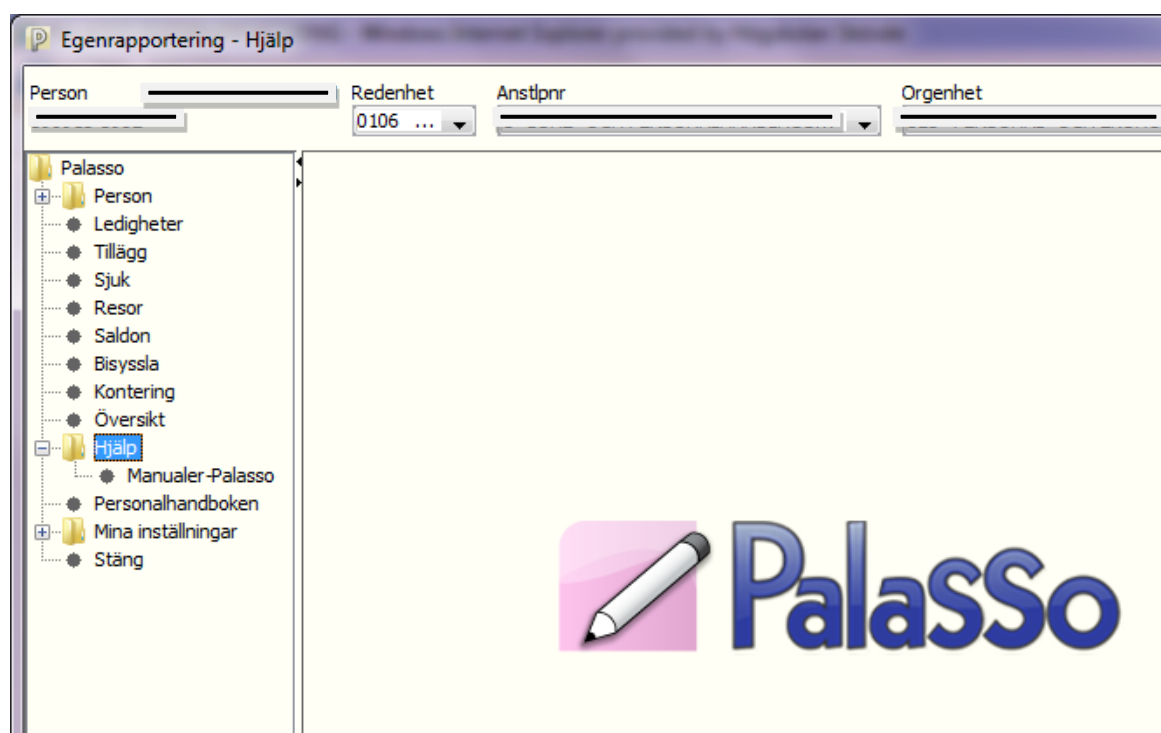 Egenrapportering - Hjälp
Person
Redenhet
Anstlpnr
Orgenhet
0106 ...
Palasso
Person
Ledigheter
Tillägg
Sjuk
Resor
Saldon
Bisyssla
Kontering
Översikt
Hjälp
Manualer-Palasso
Personalhandboken
Mina inställningar
Stäng
PalaSSo